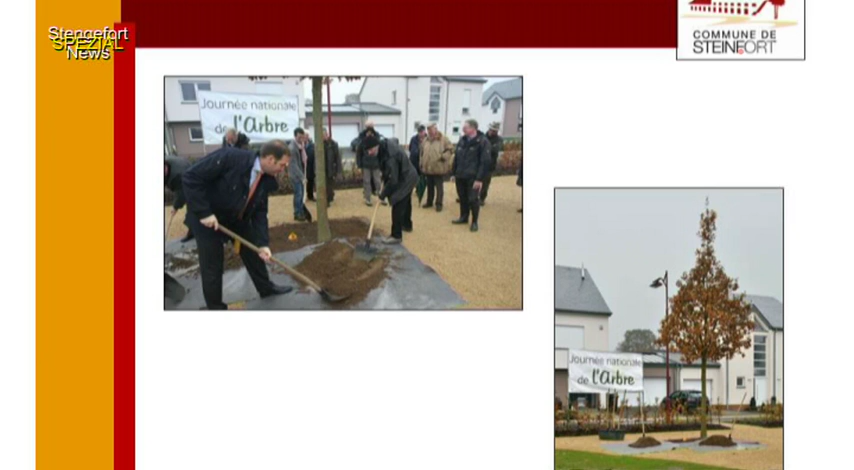 Stengefort
SPEZIAL
News
COMMUNE DE
STEINFORT
Journée nationale
de l'Arbre
Journée nationale
de l'Arbre